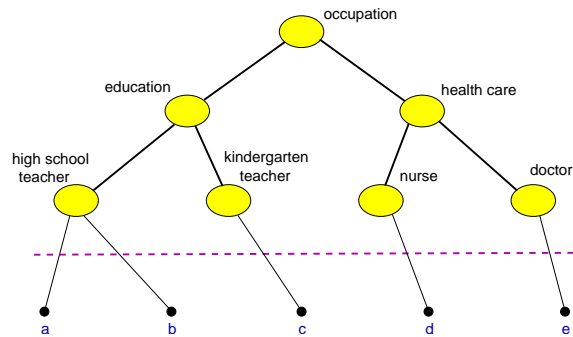 occupation
education
health care
high school
teacher
kindergarten
teacher
nurse
doctor
a
b
c
d
e